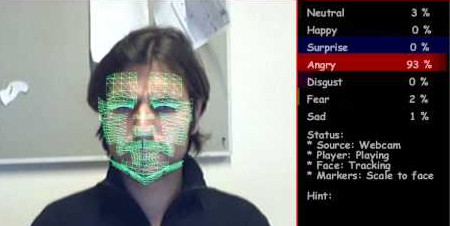 Neutral 3 %
Happy 0 %
Surprise 0 %
Angry 93 %
Disgust 0 %
Fear 2 %
Sad 1 %
Status:
* Source: Webcam
* Player: Playing
* Face: Tracking
* Markers: Scale to face
Hint: